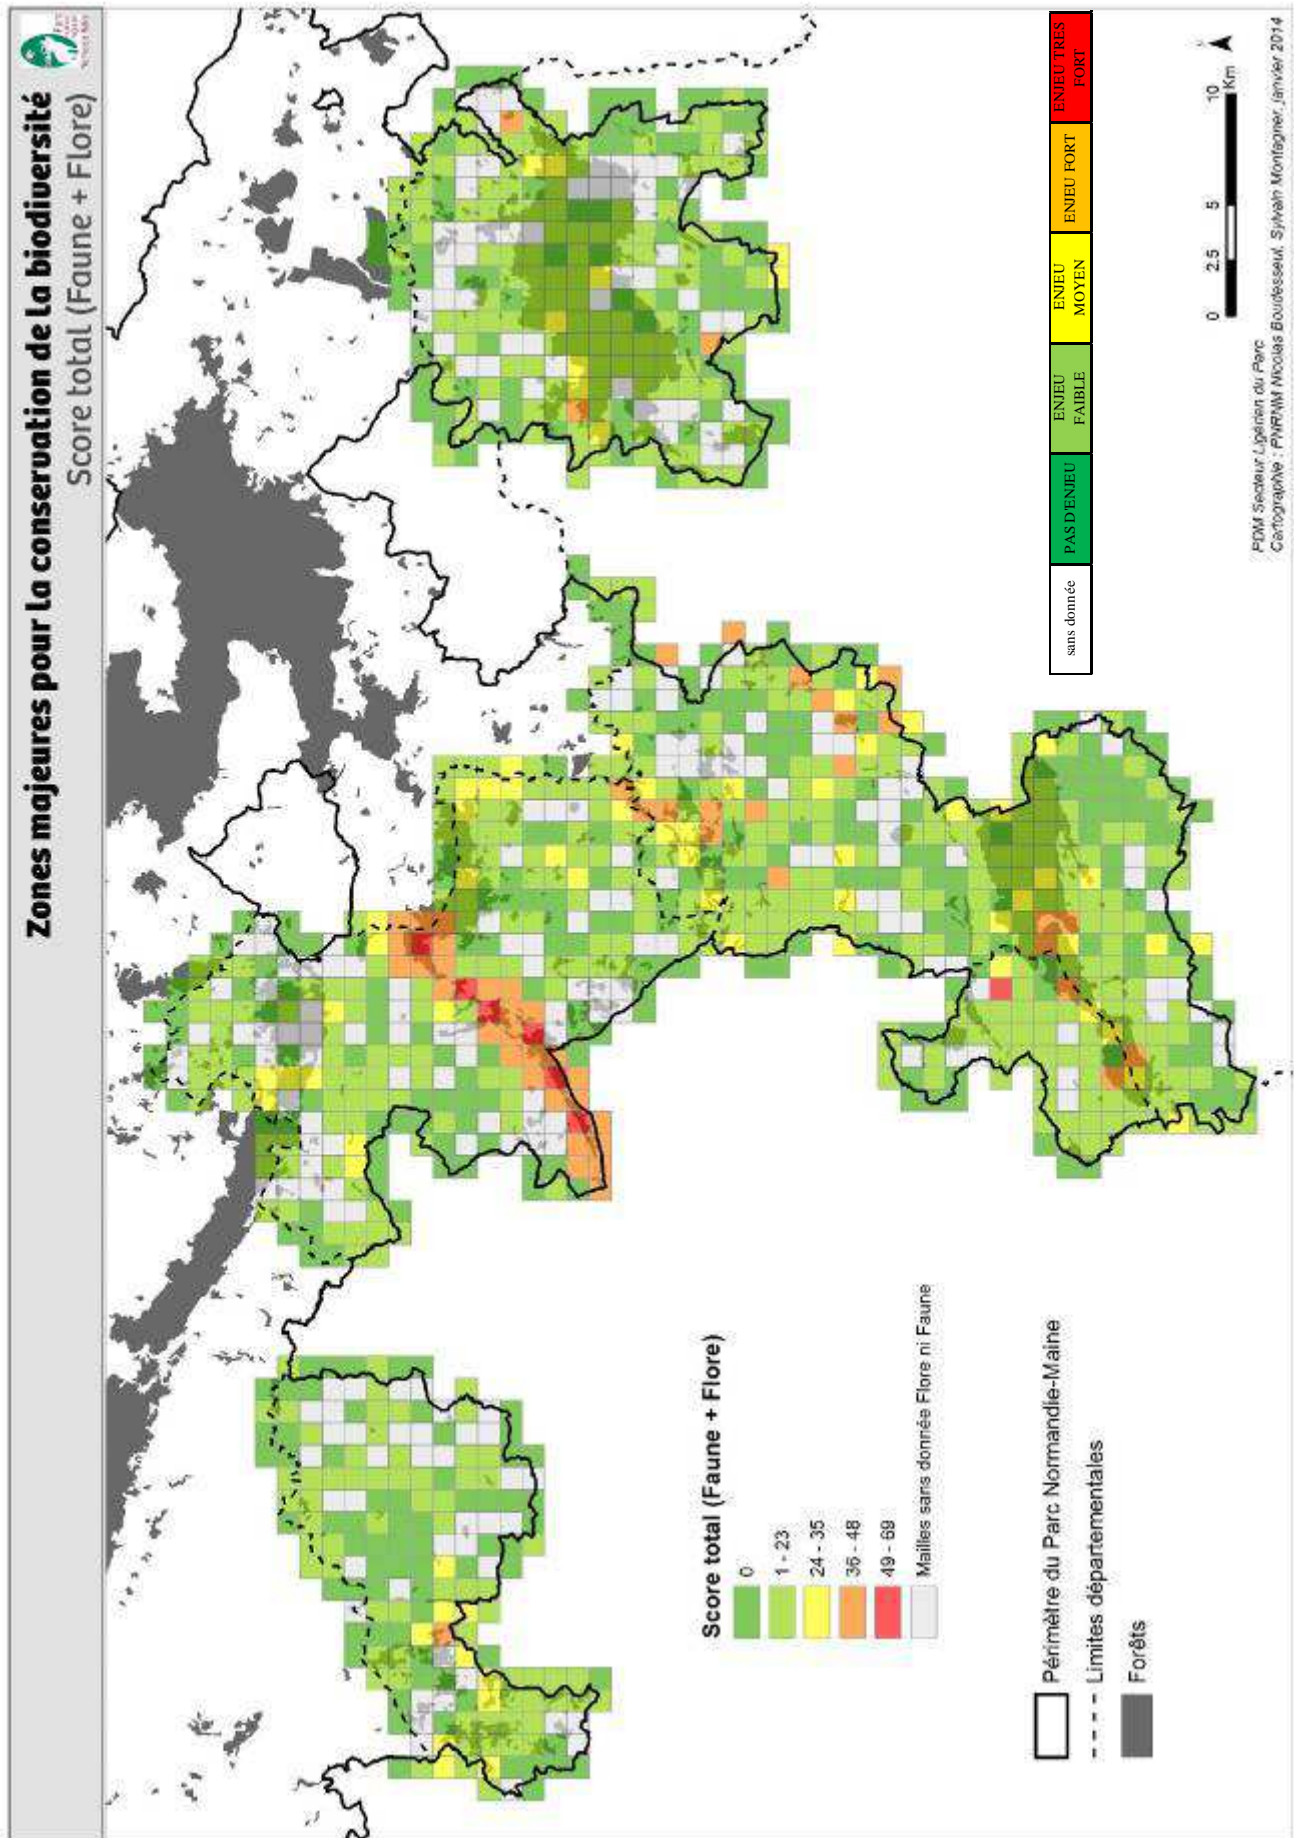 Zones majeures pour la conservation de la biodiversité
Score total (Faune + Flore)
Score total (Faune + Flore)
0
1 - 23
24 - 35
36 - 48
49 - 69
Mailles sans donnée Flore ni Faune
Périmètre du Parc Normandie-Maine
Limites départementales
Forêts
sans donnée
PAS D'ENJEU
ENJEU
FAIBLE
ENJEU
MOYEN
ENJEU FORT
ENJEU TRES
FORT
0 2.5 5 10
Km
PDM Secteur Ligérien du Parc
Cartographie : PNRNM Nicolas Boudesseul, Sylvain Montagner, janvier 2014